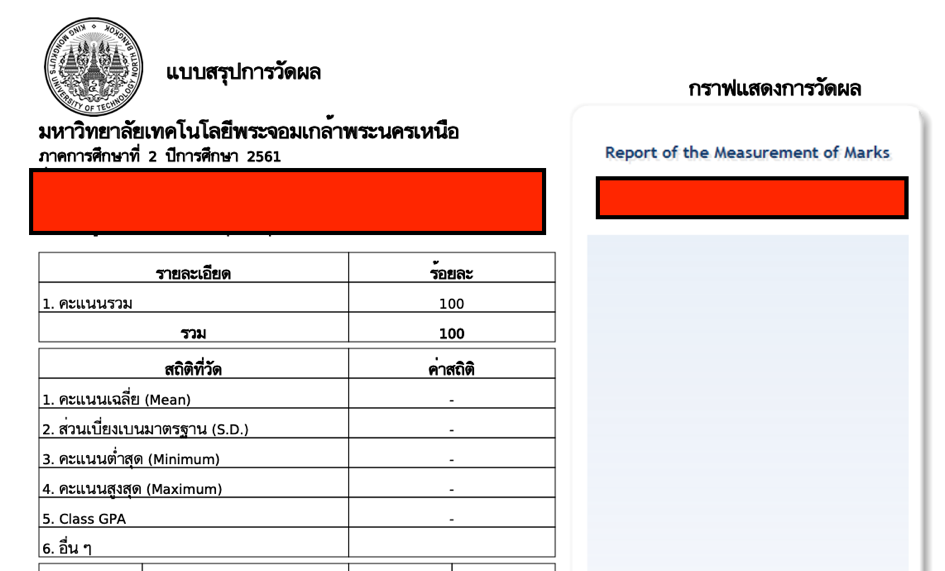 KING MONGKUT'S UNIVERSITY OF TECHNOLOGY NORTH BANGKOK
แบบสรุปการวัดผล
กราฟแสดงการวัดผล
มหาวิทยาลัยเทคโนโลยีพระจอมเกล้าพระนครเหนือ
ภาคการศึกษาที่ 2 ปีการศึกษา 2561
Report of the Measurement of Marks
รายละเอียด ร้อยละ
1. คะแนนรวม 100
รวม 100
สถิติที่วัด ค่าสถิติ
1. คะแนนเฉลี่ย (Mean) -
2. ส่วนเบี่ยงเบนมาตรฐาน (S.D.) -
3. คะแนนต่ำสุด (Minimum) -
4. คะแนนสูงสุด (Maximum) -
5. Class GPA -
6. อื่น ๆ